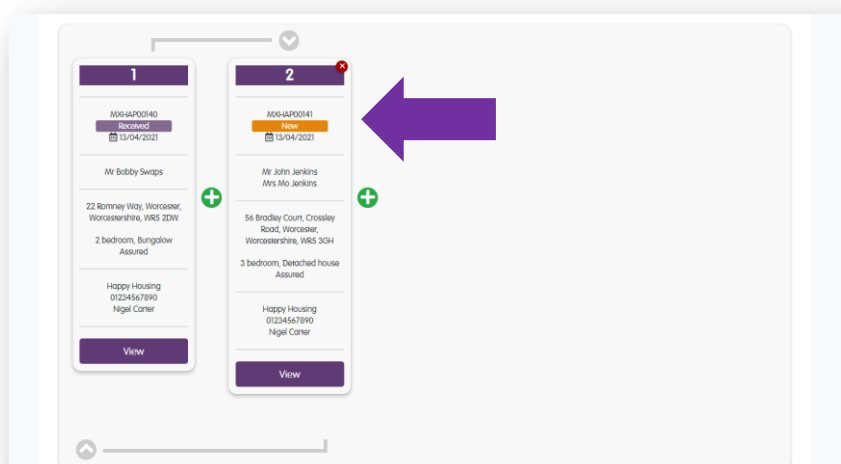 1
MXHAP00140
Received
13/04/2021
Mr Bobby Swaps
22 Romney Way, Worcester,
Worcestershire, WR5 2DW
2 bedroom, Bungalow
Assured
Happy Housing
01234567890
Nigel Carter
View
2
MXHAP00141
New
13/04/2021
Mr John Jenkins
Mrs Mo Jenkins
56 Bradley Court, Crossley
Road, Worcester,
Worcestershire, WR5 3GH
3 bedroom, Detached house
Assured
Happy Housing
01234567890
Nigel Carter
View